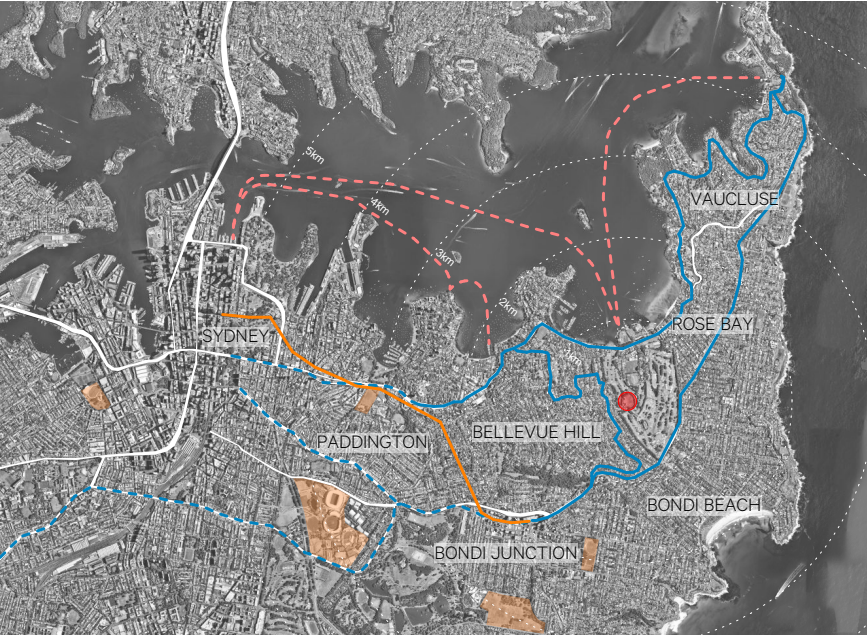 5km
VAUCLUSE
4km
3km
2km
ROSE BAY
SYDNEY
1km
BELLEVUE HILL
PADDINGTON
BONDI BEACH
BONDI JUNCTION